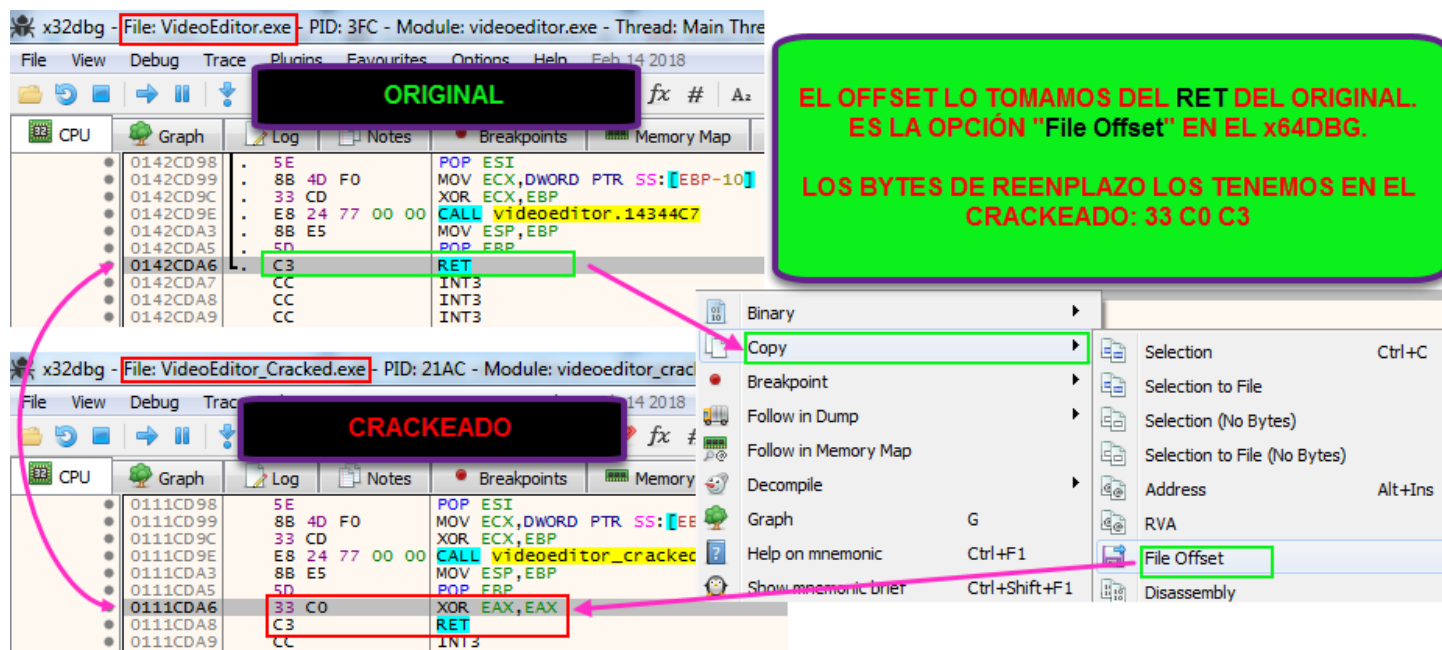 x32dbg - File: VideoEditor.exe - PID: 3FC - Module: videoeditor.exe - Thread: Main Thre
File View Debug Trace Plugins Favourites Options Help Feb 14 2018
ORIGINAL
fx # Az
CPU Graph Log Notes Breakpoints Memory Map
0142CD98 . 5E POP ESI
0142CD99 . 8B 4D F0 MOV ECX,DWORD PTR SS:[EBP-10]
0142CD9C . 33 CD XOR ECX,EBP
0142CD9E . E8 24 77 00 00 CALL videoeditor.14344C7
0142CDA3 . 8B E5 MOV ESP,EBP
0142CDA5 . 5D POP EBP
0142CDA6 . C3 RET
0142CDA7 CC INT3
0142CDA8 CC INT3
0142CDA9 CC INT3
EL OFFSET LO TOMAMOS DEL RET DEL ORIGINAL.
ES LA OPCIÓN "File Offset" EN EL x64DBG.
LOS BYTES DE REENPLAZO LOS TENEMOS EN EL
CRACKEADO: 33 C0 C3
Binary
Copy
Breakpoint
Follow in Dump
Follow in Memory Map
Decompile
Graph G
Help on mnemonic Ctrl+F1
Show mnemonic brief Ctrl+Shift+F1
Selection Ctrl+C
Selection to File
Selection (No Bytes)
Selection to File (No Bytes)
Address Alt+Ins
RVA
File Offset
Disassembly
x32dbg - File: VideoEditor_Cracked.exe - PID: 21AC - Module: videoeditor_crac
File View Debug Trac 14 2018
CRACKEADO
fx #
CPU Graph Log Notes Breakpoints Memory
0111CD98 5E POP ESI
0111CD99 8B 4D F0 MOV ECX,DWORD PTR SS:[EB
0111CD9C 33 CD XOR ECX,EBP
0111CD9E E8 24 77 00 00 CALL videoeditor_cracked
0111CDA3 8B E5 MOV ESP,EBP
0111CDA5 5D POP EBP
0111CDA6 33 C0 XOR EAX,EAX
0111CDA8 C3 RET
0111CDA9 CC INT3